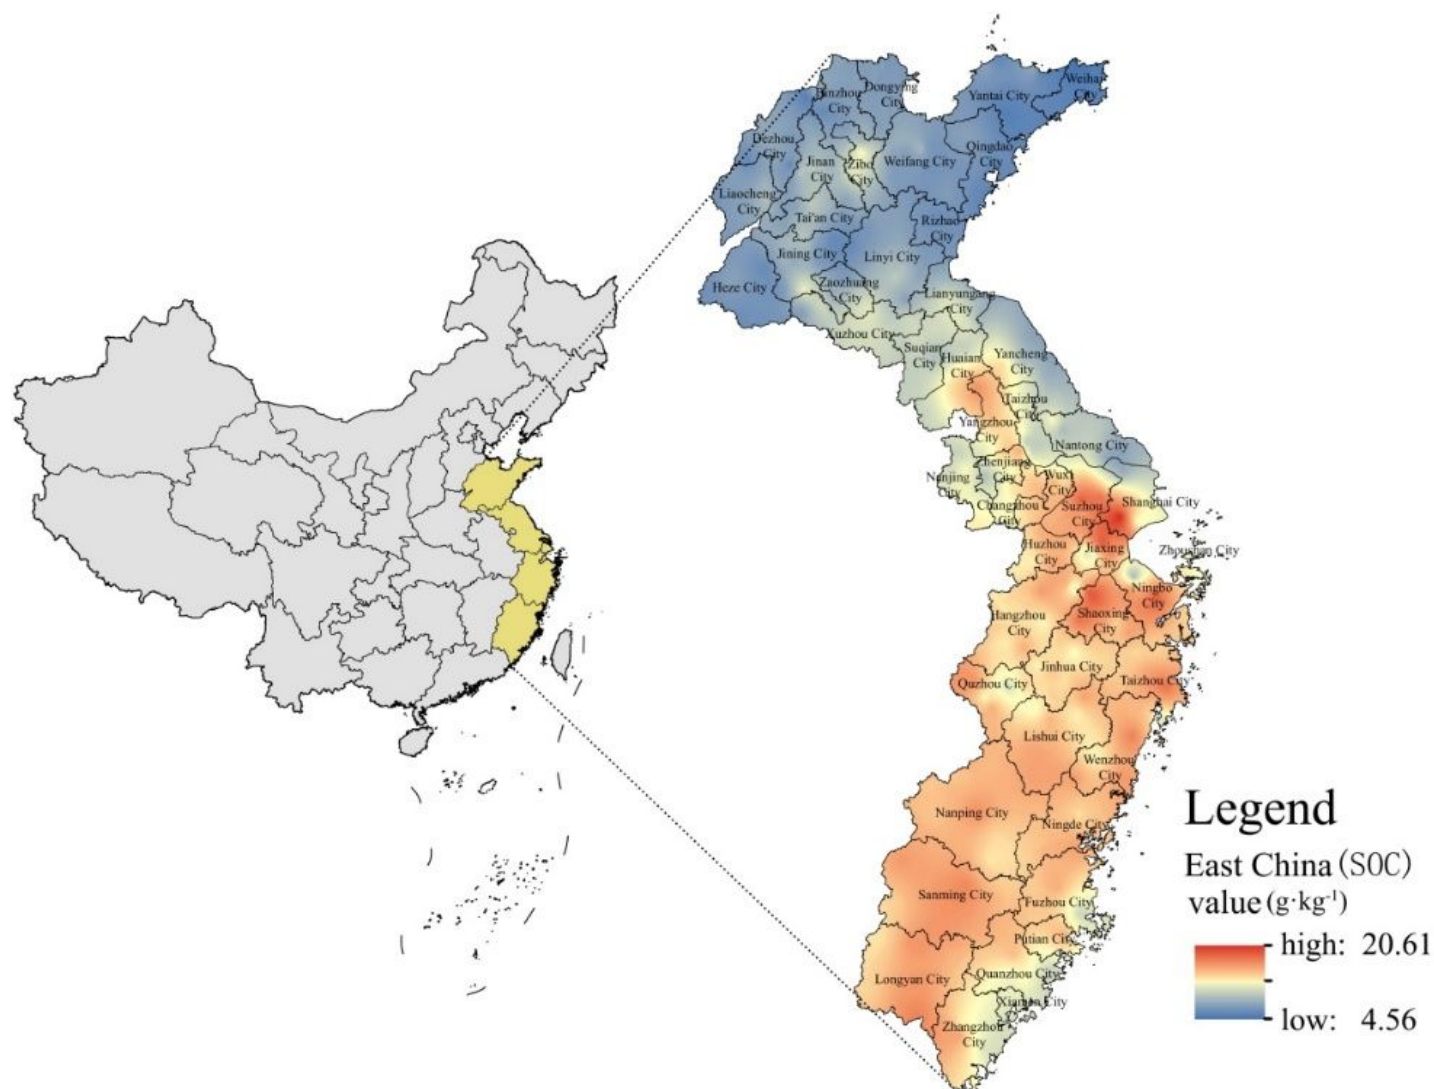 Binzhou
City
Dongying
City
Yantai City
Weihai
City
Dezhou
City
Jinan
City
Zibo
City
Weifang City
Qingdao
City
Liaocheng
City
Tai'an City
Rizhao
City
Jining City
Linyi City
Heze City
Zaozhuang
City
Lianyungang
City
Xuzhou City
Suqian
City
Huaian
City
Yancheng
City
Taizhou
City
Yangzhou
City
Nantong City
Zhenjiang
City
Nanjing
City
Wuxi
City
Changzhou
City
Suzhou
City
Shanghai City
Huzhou
City
Jiaxing
City
Zhoushan City
Ningbo
City
Hangzhou
City
Shaoxing
City
Jinhua City
Quzhou City
Taizhou City
Lishui City
Wenzhou
City
Nanping City
Ningde City
Sanming City
Fuzhou City
Putian City
Longyan City
Quanzhou City
Xiamen City
Zhangzhou
City
Legend
East China (SOC)
value (g·kg⁻¹)
high: 20.61
low: 4.56